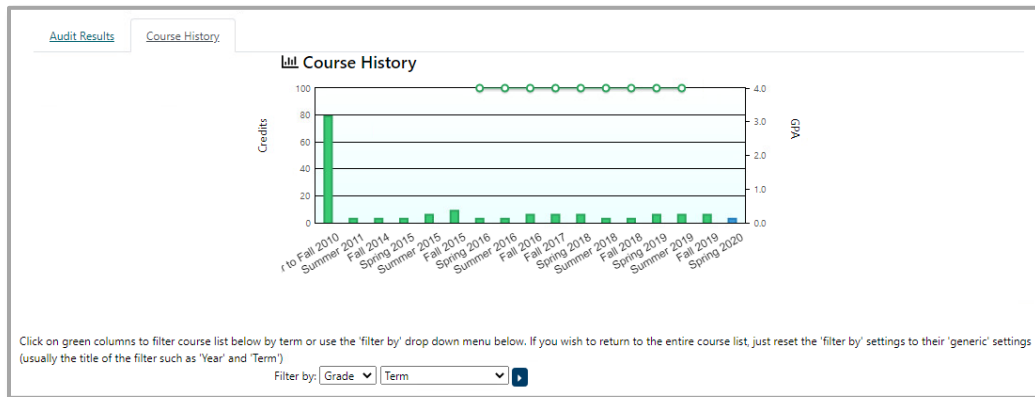 Audit Results
Course History
Course History
Credits
100
80
60
40
20
0
GPA
4.0
3.0
2.0
1.0
0.0
r to Fall 2010
Summer 2011
Fall 2014
Spring 2015
Summer 2015
Fall 2015
Spring 2016
Summer 2016
Fall 2016
Fall 2017
Spring 2018
Summer 2018
Fall 2018
Spring 2019
Summer 2019
Fall 2019
Spring 2020
Click on green columns to filter course list below by term or use the 'filter by' drop down menu below. If you wish to return to the entire course list, just reset the 'filter by' settings to their 'generic' settings
(usually the title of the filter such as 'Year' and 'Term')
Filter by: Grade Term